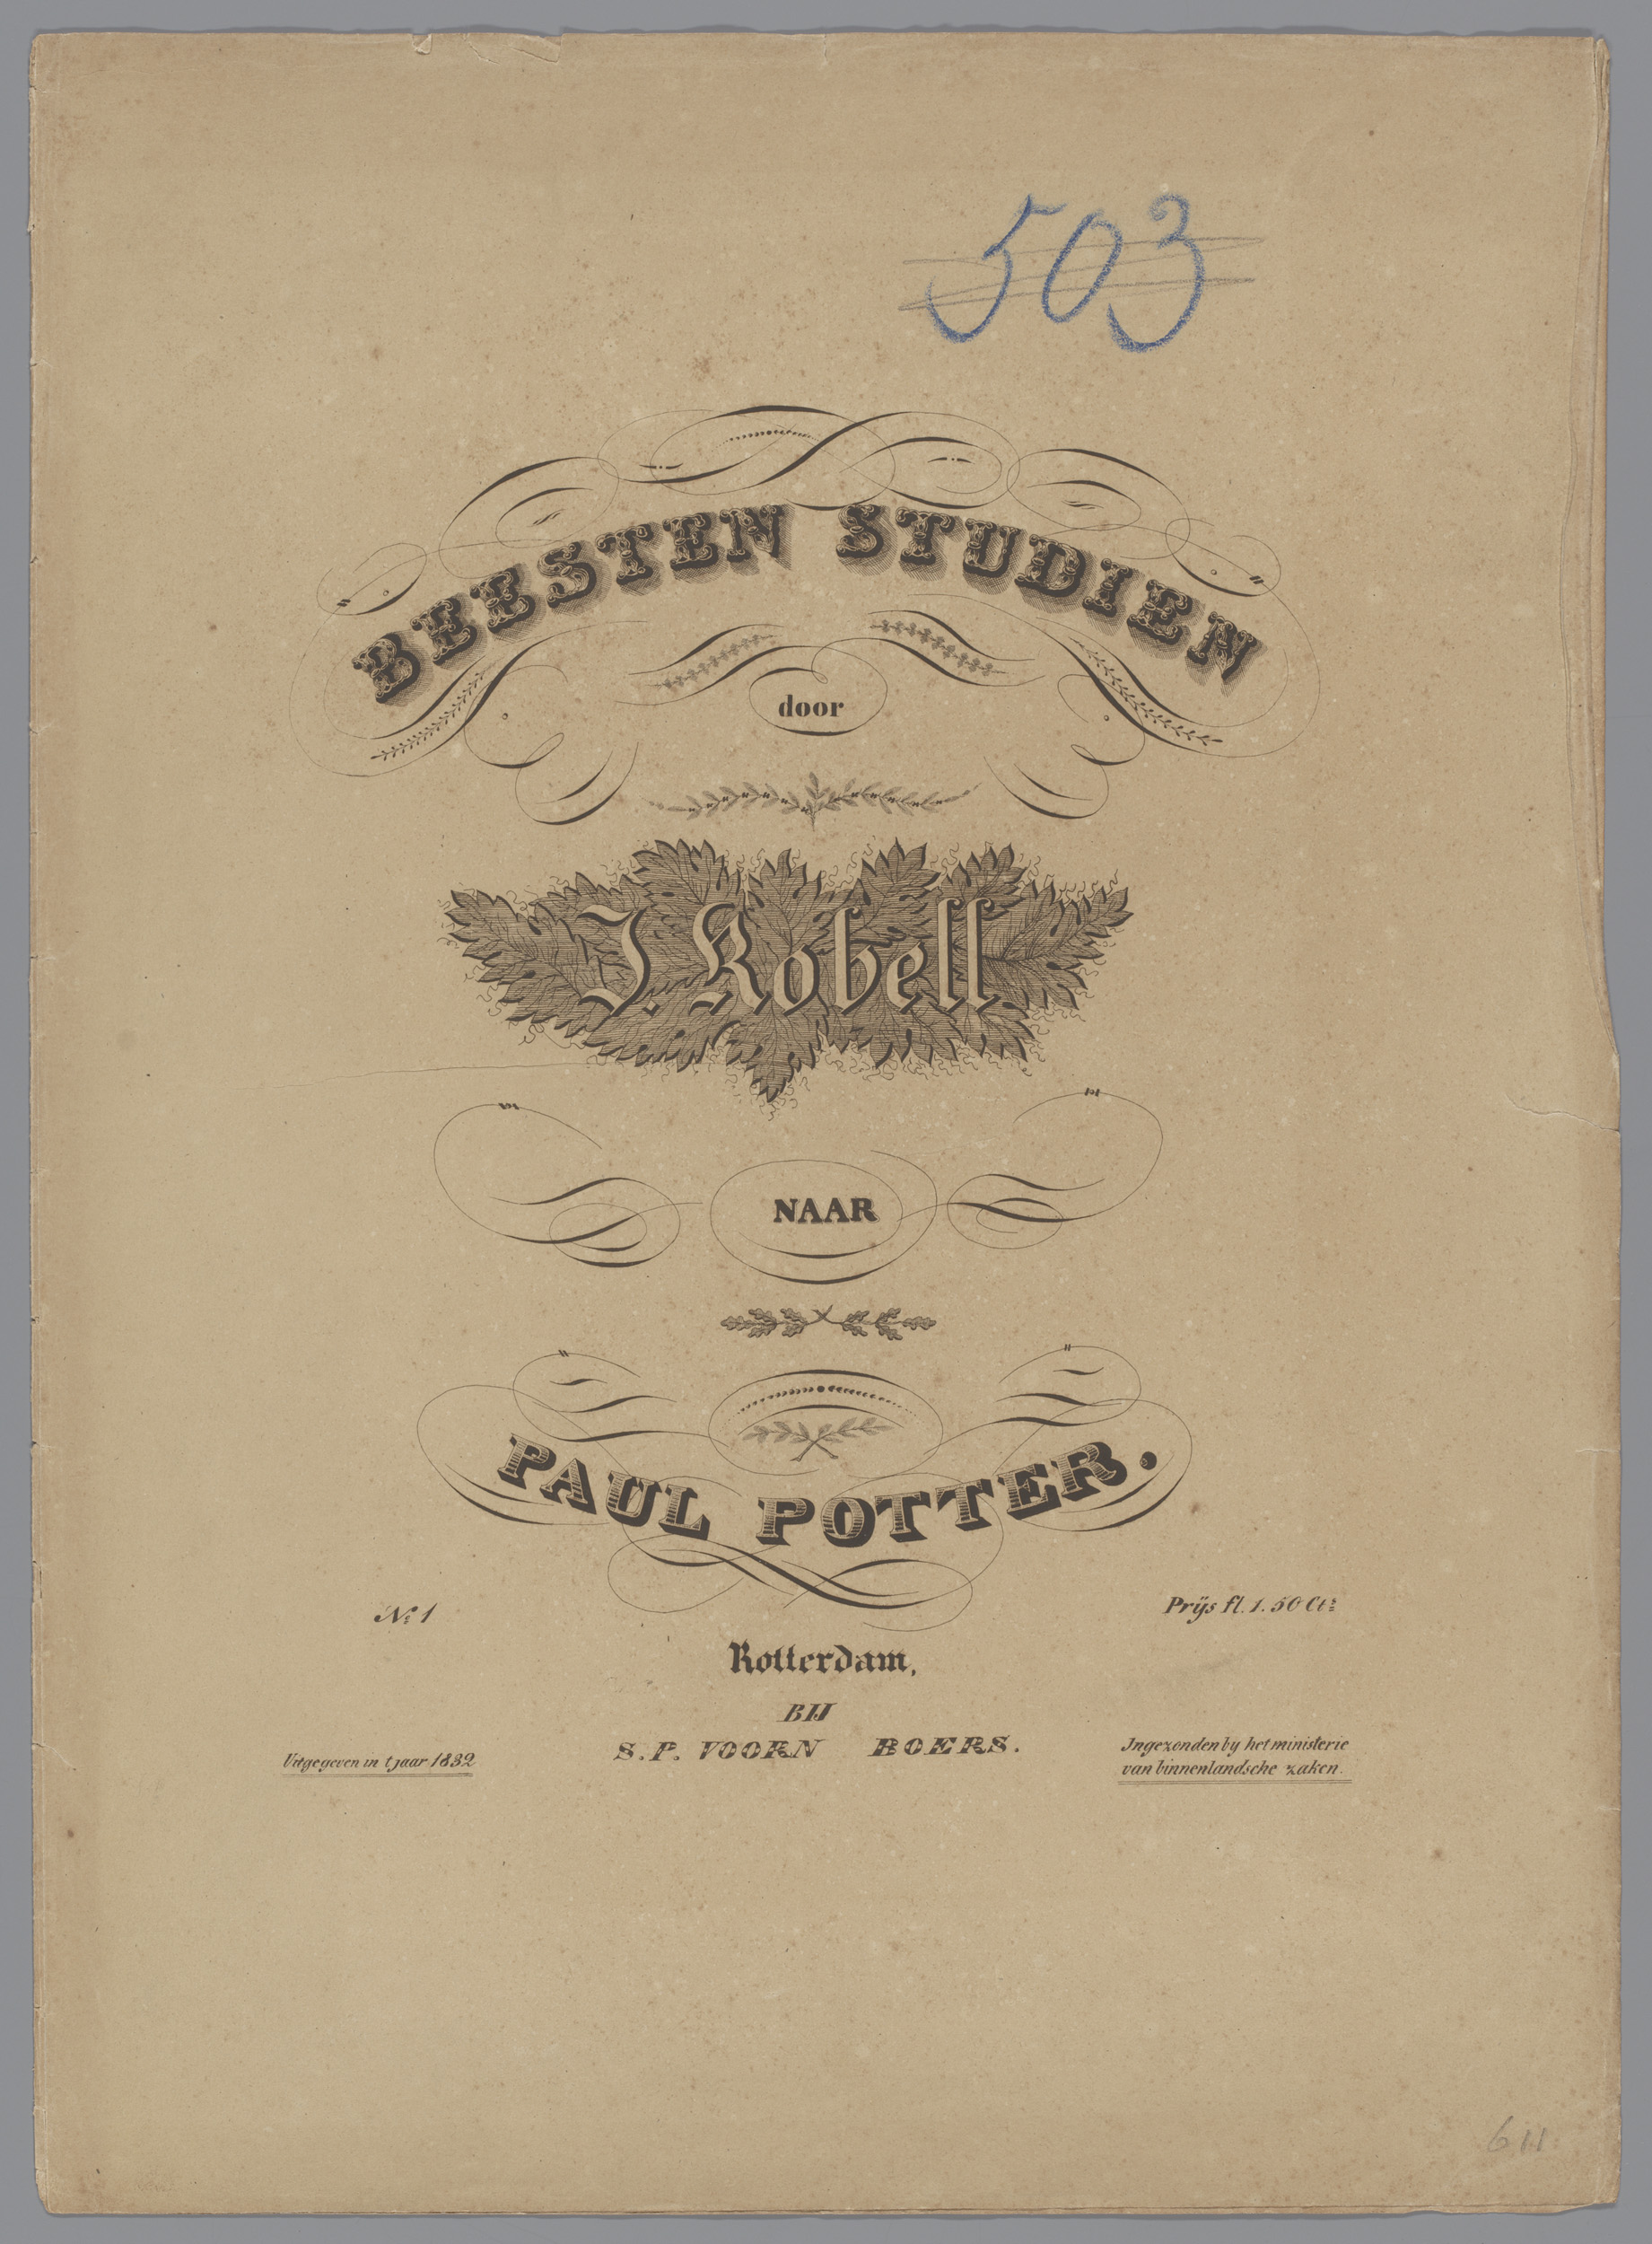 503
BEESTEN STUDIEN
door
J. Kobell
NAAR
PAUL POTTER.
No 1
Prijs fl. 1. 50 Cts
Rotterdam,
BIJ
S. P. VOORN BOERS.
Uitgegeven in t jaar 1832
Ingezonden by het ministerie
van binnenlandsche zaken.
611